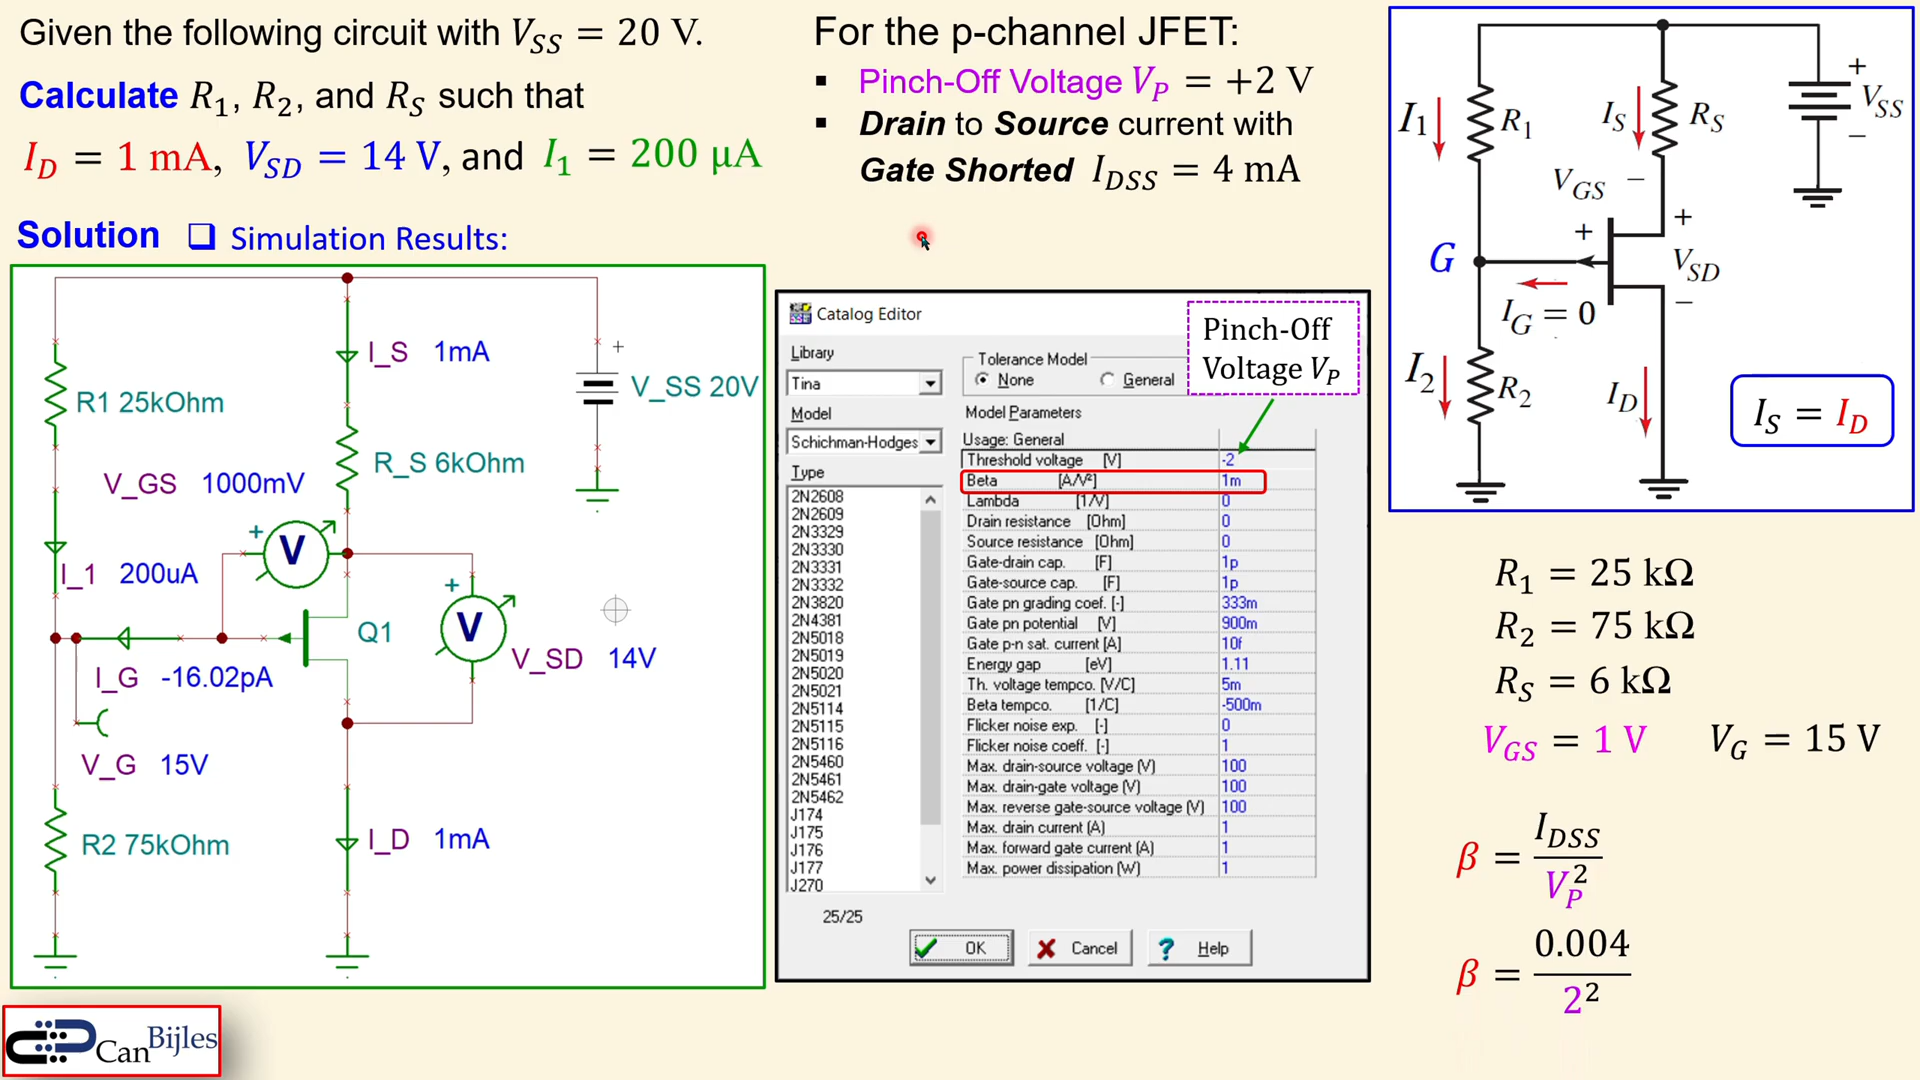 Given the following circuit with V_SS = 20 V.
Calculate R_1, R_2, and R_S such that
I_D = 1 mA, V_SD = 14 V, and I_1 = 200 μA
Solution ❑ Simulation Results:
For the p-channel JFET:
▪ Pinch-Off Voltage V_P = +2 V
▪ Drain to Source current with
Gate Shorted I_DSS = 4 mA
I_1
R_1
I_S
R_S
+
V_SS
−
V_GS −
+
+
G
V_SD
−
I_G = 0
I_2
R_2
I_D
I_S = I_D
I_S 1mA
+
V_SS 20V
R1 25kOhm
R_S 6kOhm
V_GS 1000mV
+
V
I_1 200uA
+
V
Q1
V_SD 14V
I_G -16.02pA
V_G 15V
R2 75kOhm
I_D 1mA
Catalog Editor
Pinch-Off
Voltage V_P
Library
Tina
Tolerance Model
None
General
Model
Schichman-Hodges
Type
2N2608
2N2609
2N3329
2N3330
2N3331
2N3332
2N3820
2N4381
2N5018
2N5019
2N5020
2N5021
2N5114
2N5115
2N5116
2N5460
2N5461
2N5462
J174
J175
J176
J177
J270
25/25
Model Parameters
Usage: General
Threshold voltage [V] -2
Beta [A/V²] 1m
Lambda [1/V] 0
Drain resistance [Ohm] 0
Source resistance [Ohm] 0
Gate-drain cap. [F] 1p
Gate-source cap. [F] 1p
Gate pn grading coef. [-] 333m
Gate pn potential [V] 900m
Gate p-n sat. current [A] 10f
Energy gap [eV] 1.11
Th. voltage tempco. [V/C] 5m
Beta tempco. [1/C] -500m
Flicker noise exp. [-] 0
Flicker noise coeff. [-] 1
Max. drain-source voltage (V) 100
Max. drain-gate voltage (V) 100
Max. reverse gate-source voltage (V) 100
Max. drain current (A) 1
Max. forward gate current (A) 1
Max. power dissipation (W) 1
OK
Cancel
? Help
R_1 = 25 kΩ
R_2 = 75 kΩ
R_S = 6 kΩ
V_GS = 1 V V_G = 15 V
β = I_DSS / V_P^2
β = 0.004 / 2^2
CanBijles